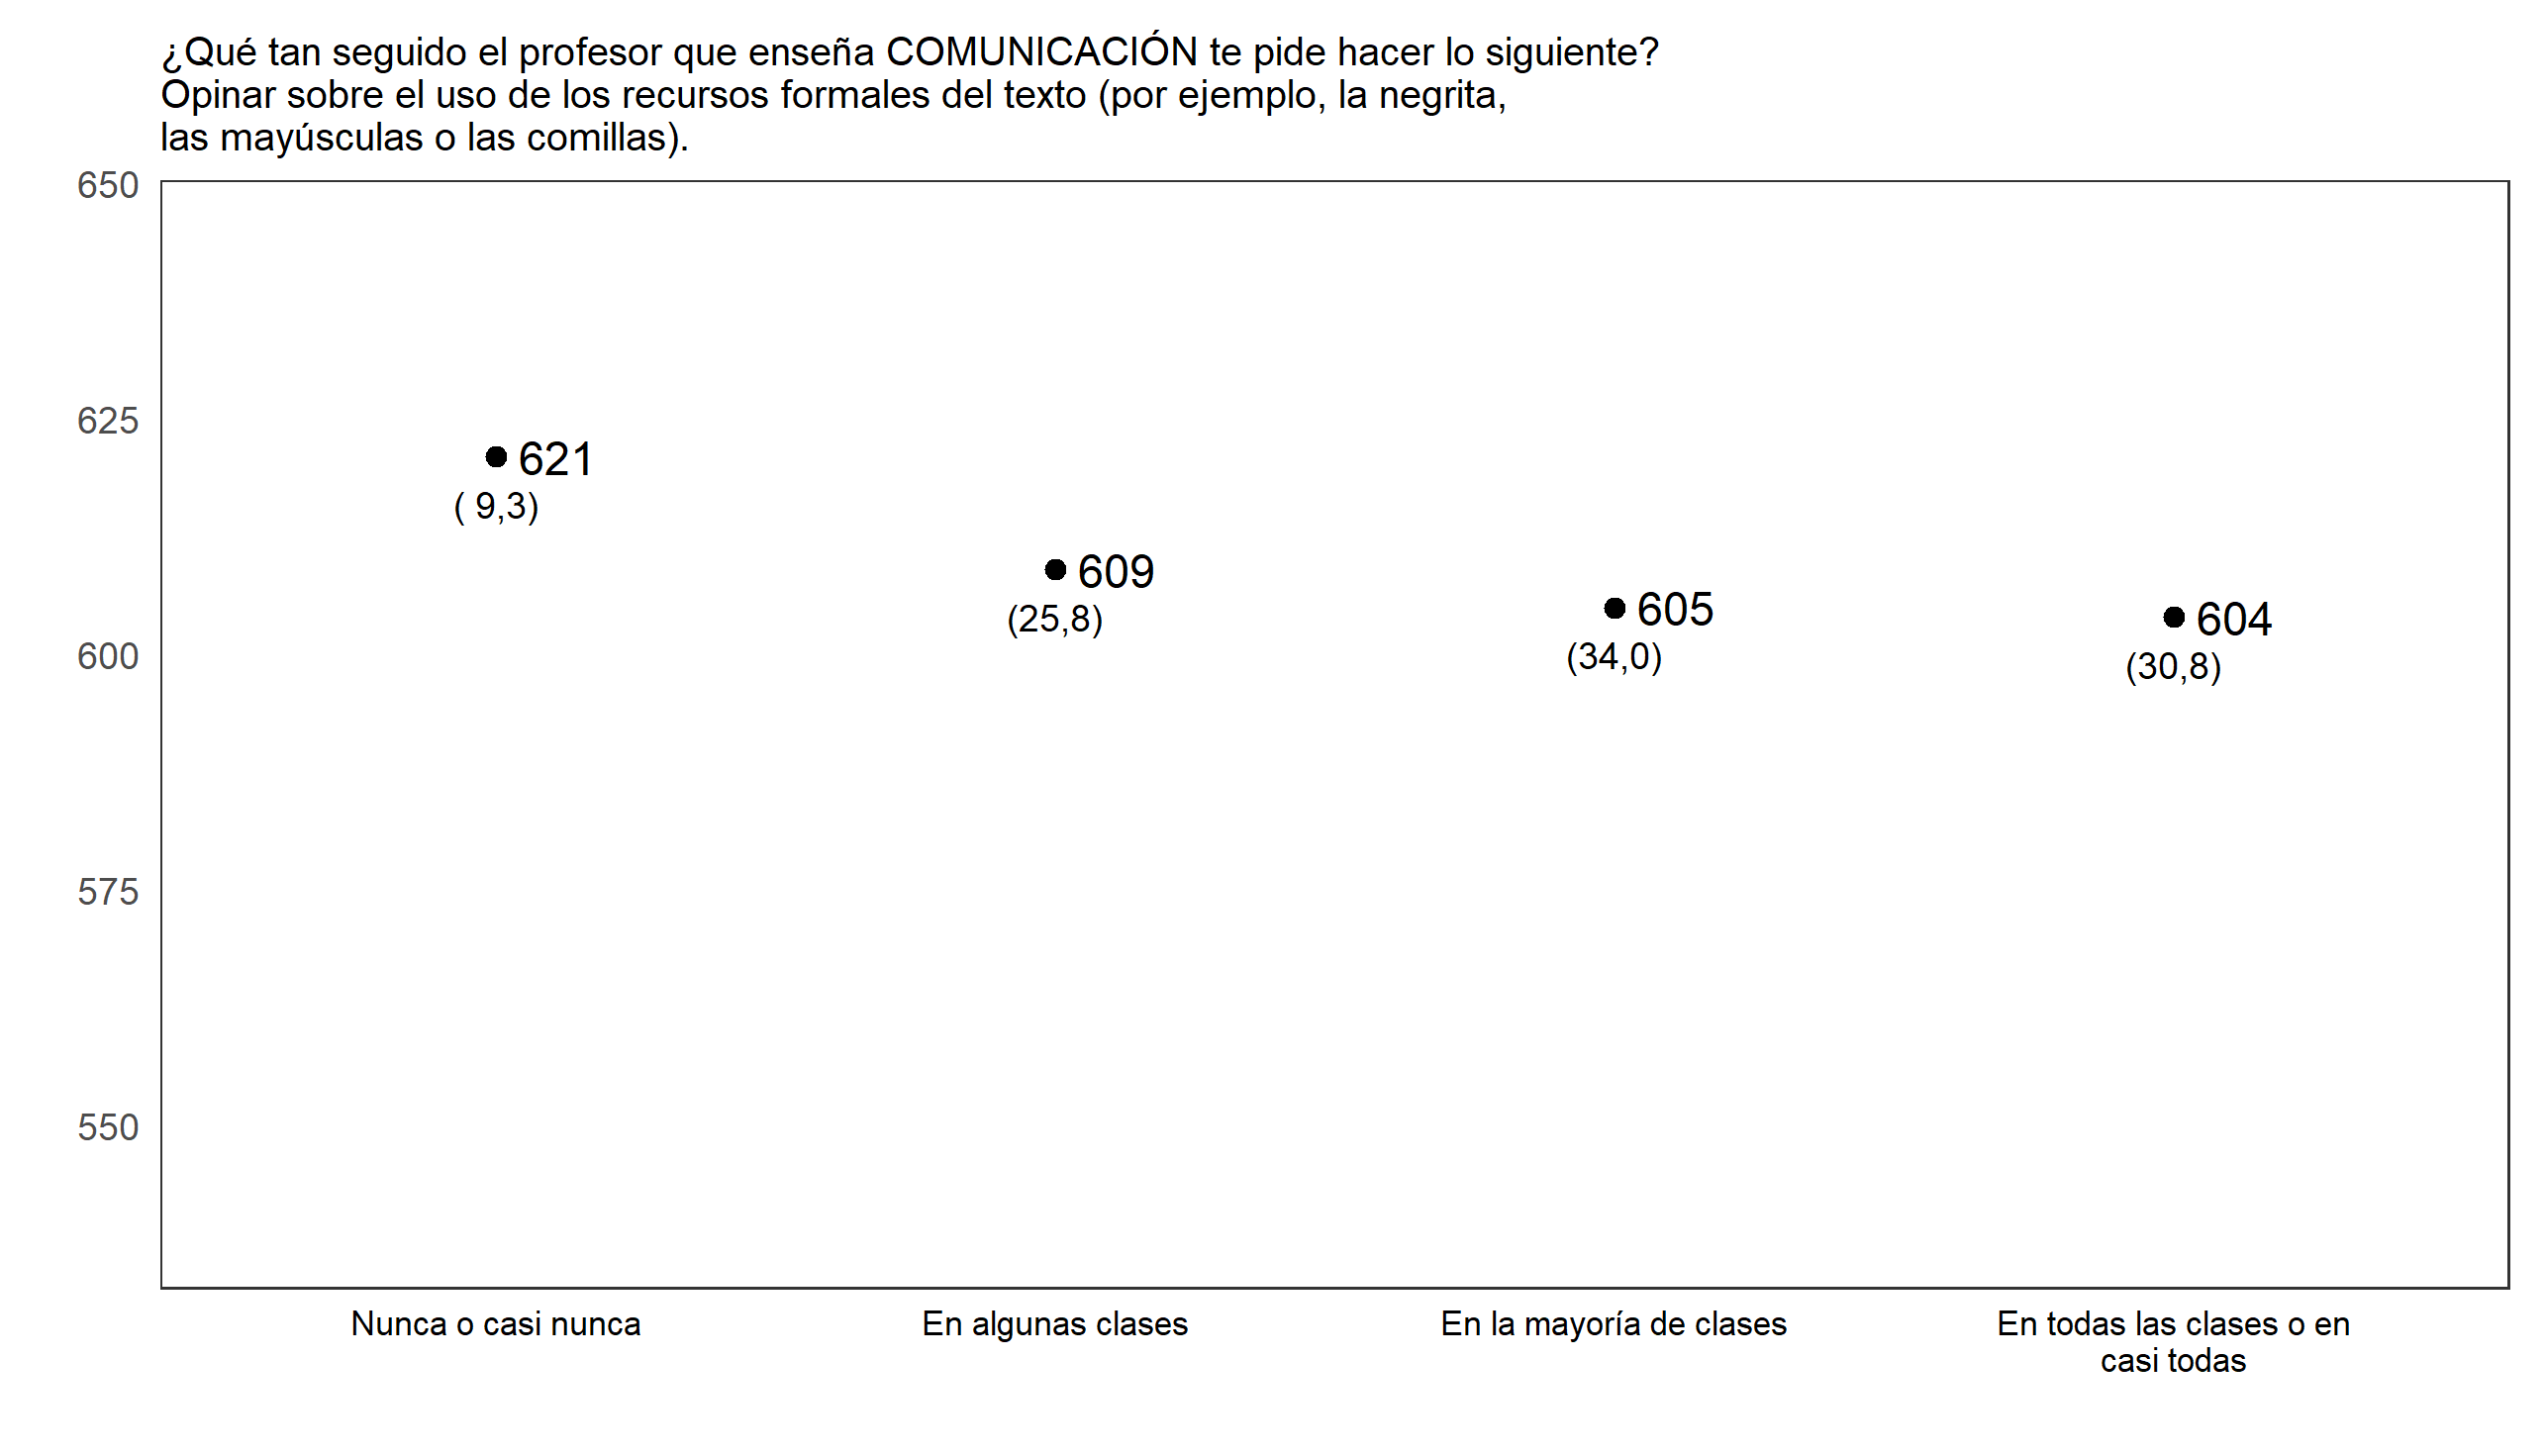 ¿Qué tan seguido el profesor que enseña COMUNICACIÓN te pide hacer lo siguiente?
Opinar sobre el uso de los recursos formales del texto (por ejemplo, la negrita,
las mayúsculas o las comillas).
650
625
621
( 9,3)
609
(25,8)
605
(34,0)
604
(30,8)
600
575
550
Nunca o casi nunca
En algunas clases
En la mayoría de clases
En todas las clases o en
casi todas